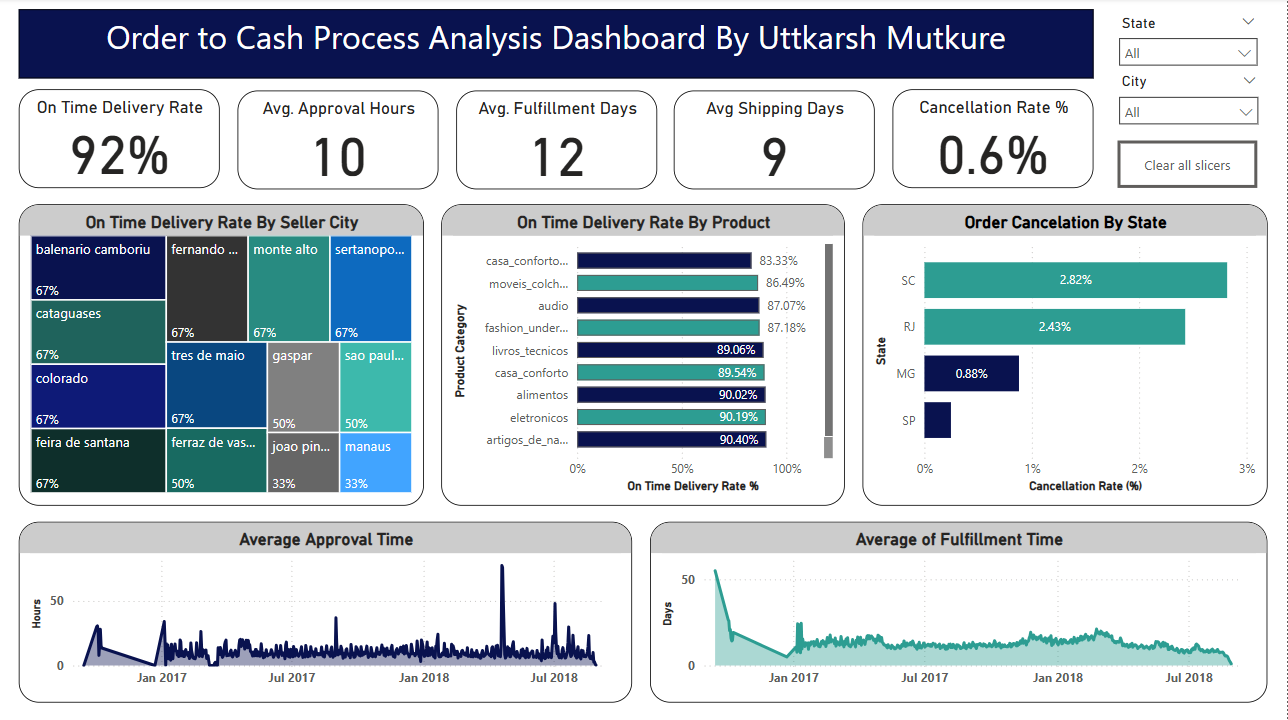 Order to Cash Process Analysis Dashboard By Uttkarsh Mutkure
State
All
City
All
Clear all slicers
On Time Delivery Rate
92%
Avg. Approval Hours
10
Avg. Fulfillment Days
12
Avg Shipping Days
9
Cancellation Rate %
0.6%
On Time Delivery Rate By Seller City
balenario camboriu
67%
cataguases
67%
colorado
67%
feira de santana
67%
fernando ...
67%
monte alto
67%
sertanopo...
67%
tres de maio
67%
ferraz de vas...
50%
gaspar
50%
sao paul...
50%
joao pin...
33%
manaus
33%
On Time Delivery Rate By Product
Product Category
casa_conforto... 83.33%
moveis_colch... 86.49%
audio 87.07%
fashion_under... 87.18%
livros_tecnicos 89.06%
casa_conforto 89.54%
alimentos 90.02%
eletronicos 90.19%
artigos_de_na... 90.40%
0% 50% 100%
On Time Delivery Rate %
Order Cancelation By State
State
SC 2.82%
RJ 2.43%
MG 0.88%
SP
0% 1% 2% 3%
Cancellation Rate (%)
Average Approval Time
Hours
50
0
Jan 2017 Jul 2017 Jan 2018 Jul 2018
Average of Fulfillment Time
Days
50
0
Jan 2017 Jul 2017 Jan 2018 Jul 2018